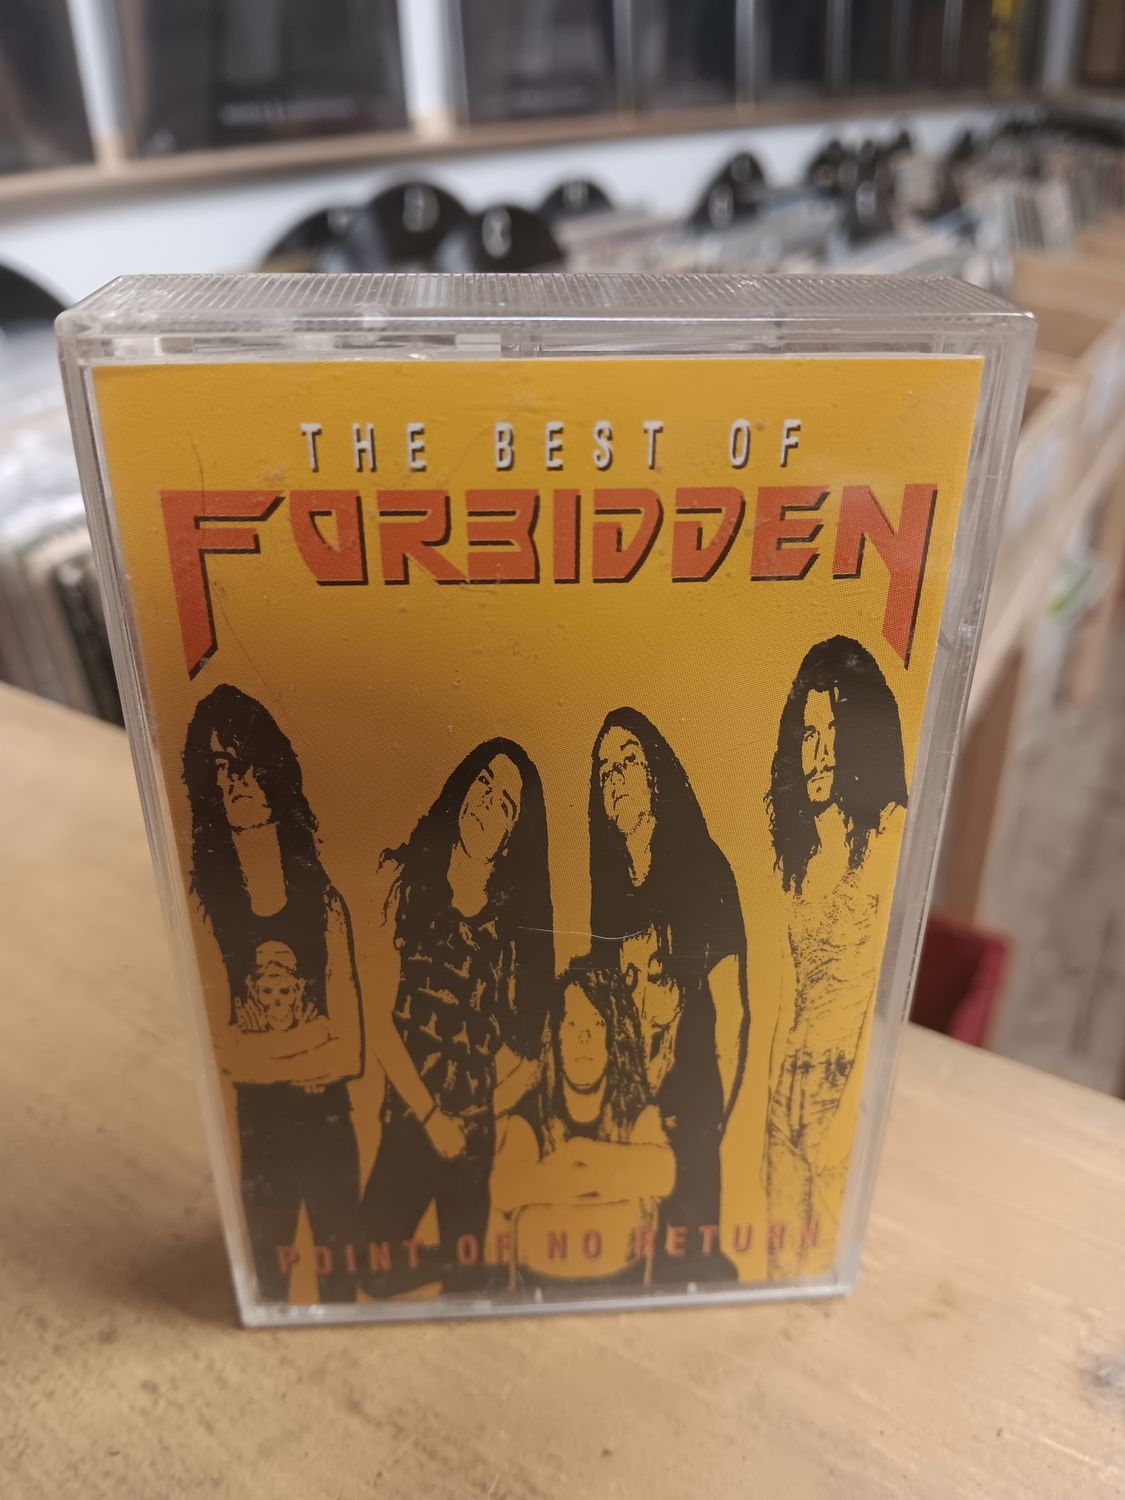 THE BEST OF
FORBIDDEN
POINT OF NO RETURN